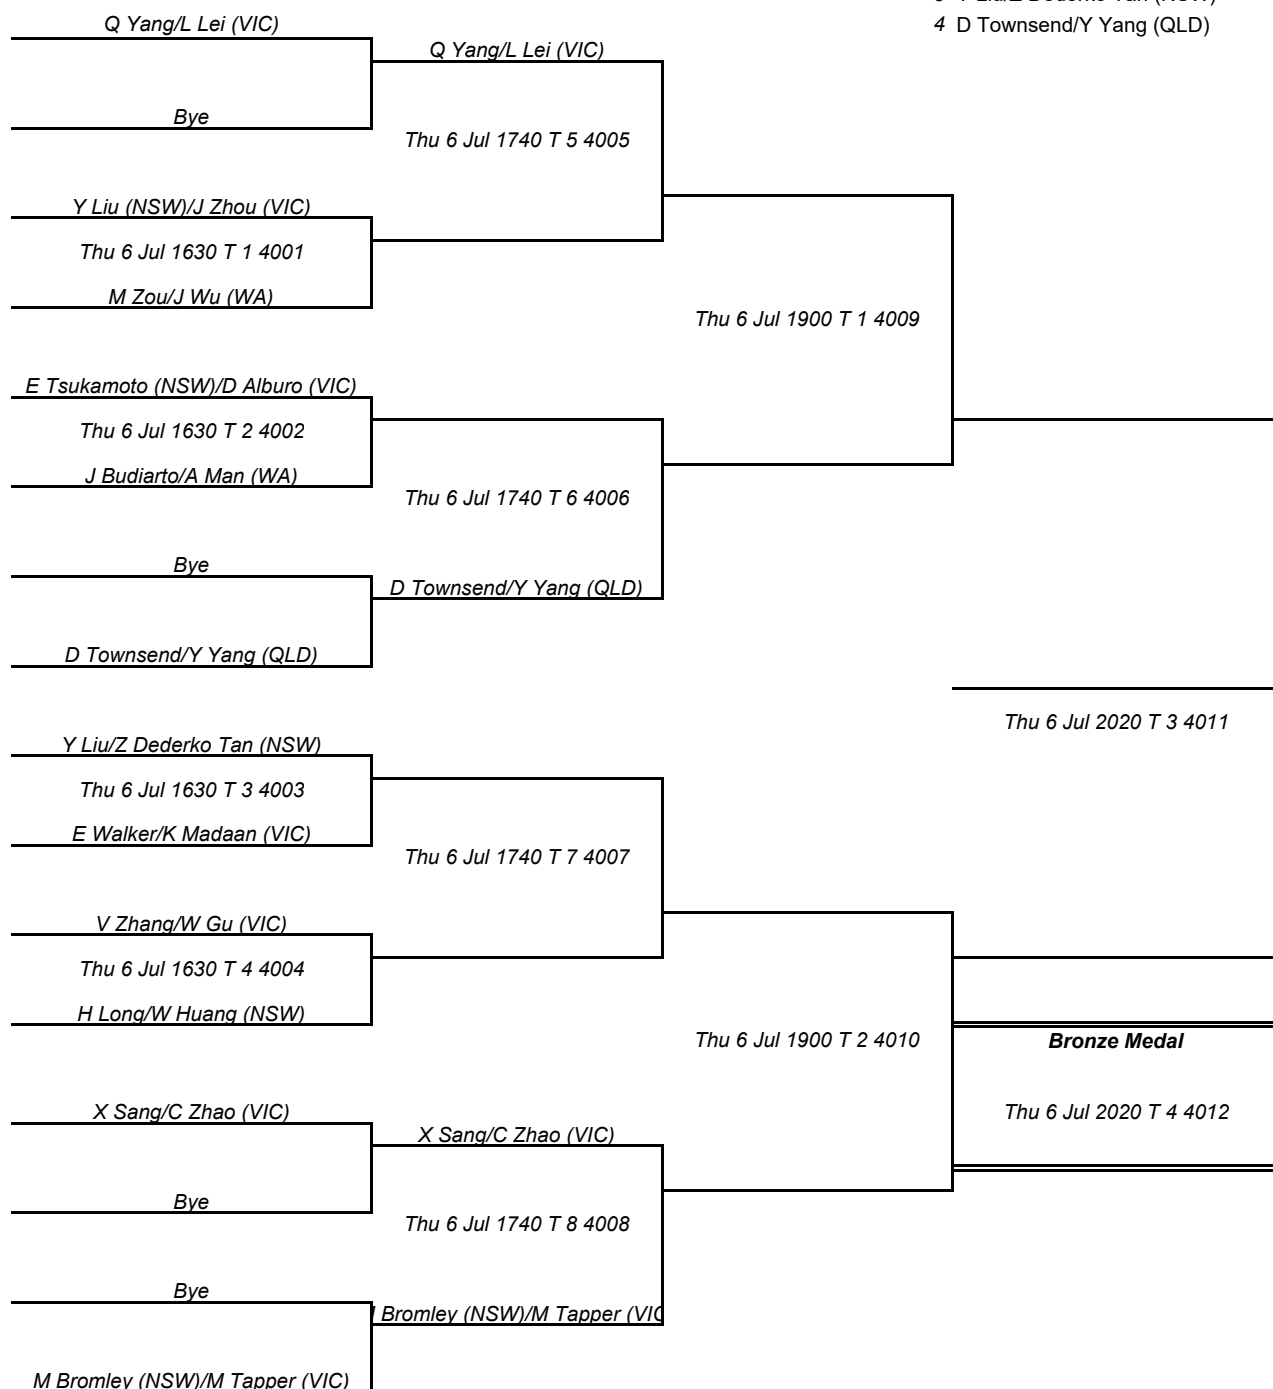 4 D Townsend/Y Yang (QLD)
Q Yang/L Lei (VIC)
Q Yang/L Lei (VIC)
Bye
Thu 6 Jul 1740 T 5 4005
Y Liu (NSW)/J Zhou (VIC)
Thu 6 Jul 1630 T 1 4001
M Zou/J Wu (WA)
Thu 6 Jul 1900 T 1 4009
E Tsukamoto (NSW)/D Alburo (VIC)
Thu 6 Jul 1630 T 2 4002
J Budiarto/A Man (WA)
Thu 6 Jul 1740 T 6 4006
Bye
D Townsend/Y Yang (QLD)
D Townsend/Y Yang (QLD)
Thu 6 Jul 2020 T 3 4011
Y Liu/Z Dederko Tan (NSW)
Thu 6 Jul 1630 T 3 4003
E Walker/K Madaan (VIC)
Thu 6 Jul 1740 T 7 4007
V Zhang/W Gu (VIC)
Thu 6 Jul 1630 T 4 4004
H Long/W Huang (NSW)
Thu 6 Jul 1900 T 2 4010
Bronze Medal
X Sang/C Zhao (VIC)
Thu 6 Jul 2020 T 4 4012
X Sang/C Zhao (VIC)
Bye
Thu 6 Jul 1740 T 8 4008
Bye
Bromley (NSW)/M Tapper (VIC
M Bromley (NSW)/M Tapper (VIC)